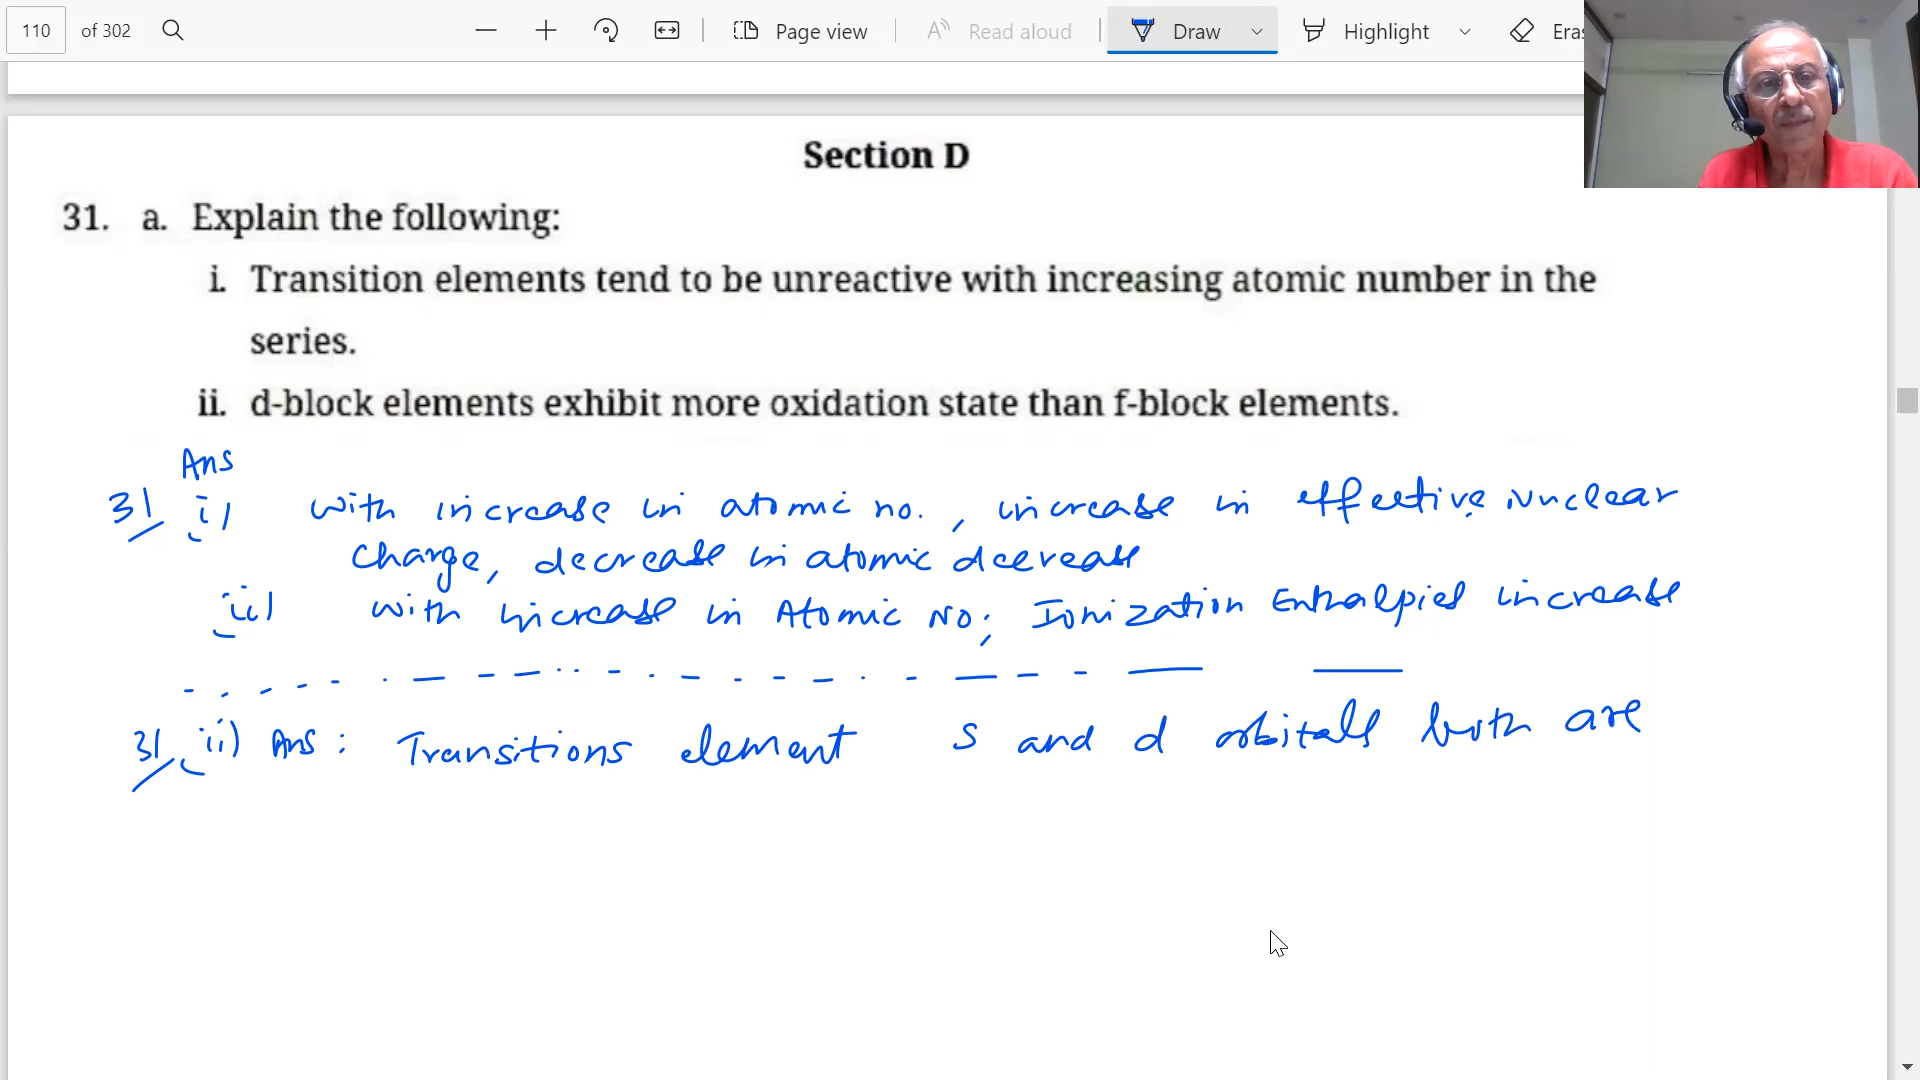 110 of 302 Page view Read aloud Draw Highlight Eras
Section D
31. a. Explain the following:
i. Transition elements tend to be unreactive with increasing atomic number in the
series.
ii. d-block elements exhibit more oxidation state than f-block elements.
Ans
31 i) with increase in atomic no., increase in effective nuclear
charge, decrease in atomic decrease
ii) with increase in Atomic No; Ionization Enthalpies increase
31 ii) Ans: Transitions element s and d orbitals both are